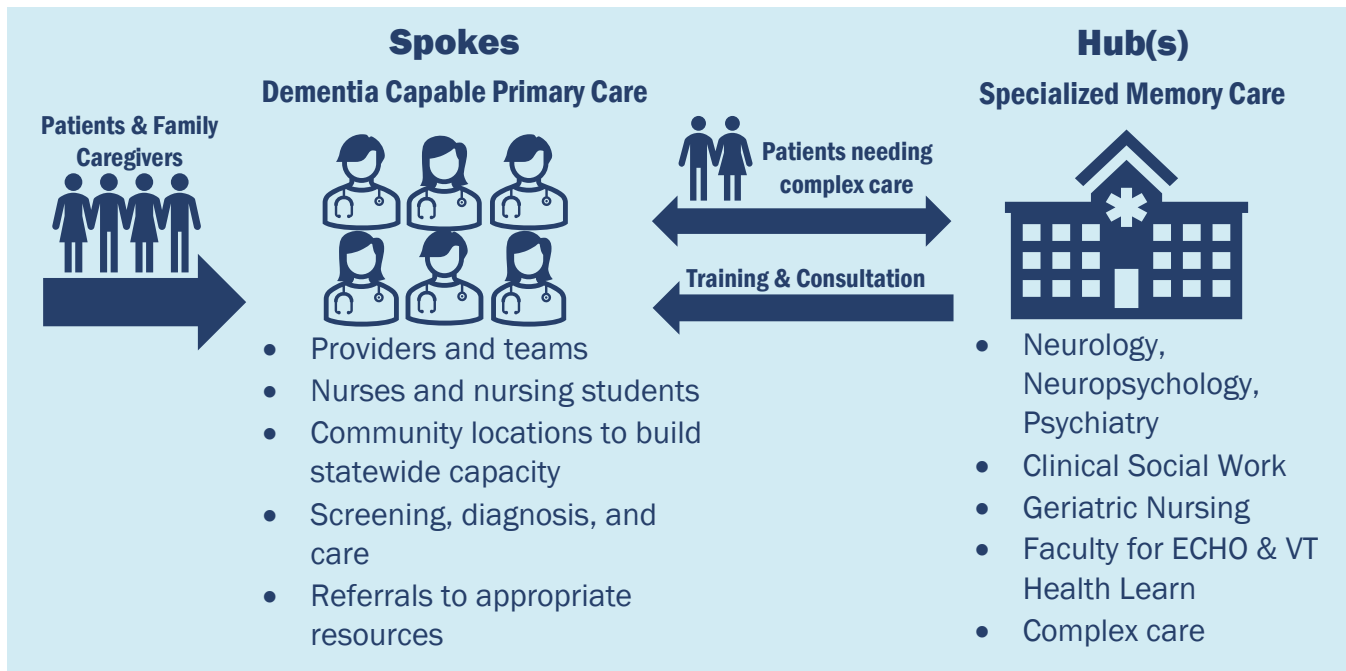 Patients & Family
Caregivers
Spokes
Dementia Capable Primary Care
• Providers and teams
• Nurses and nursing students
• Community locations to build
statewide capacity
• Screening, diagnosis, and
care
• Referrals to appropriate
resources
Patients needing
complex care
Training & Consultation
Hub(s)
Specialized Memory Care
• Neurology,
Neuropsychology,
Psychiatry
• Clinical Social Work
• Geriatric Nursing
• Faculty for ECHO & VT
Health Learn
• Complex care